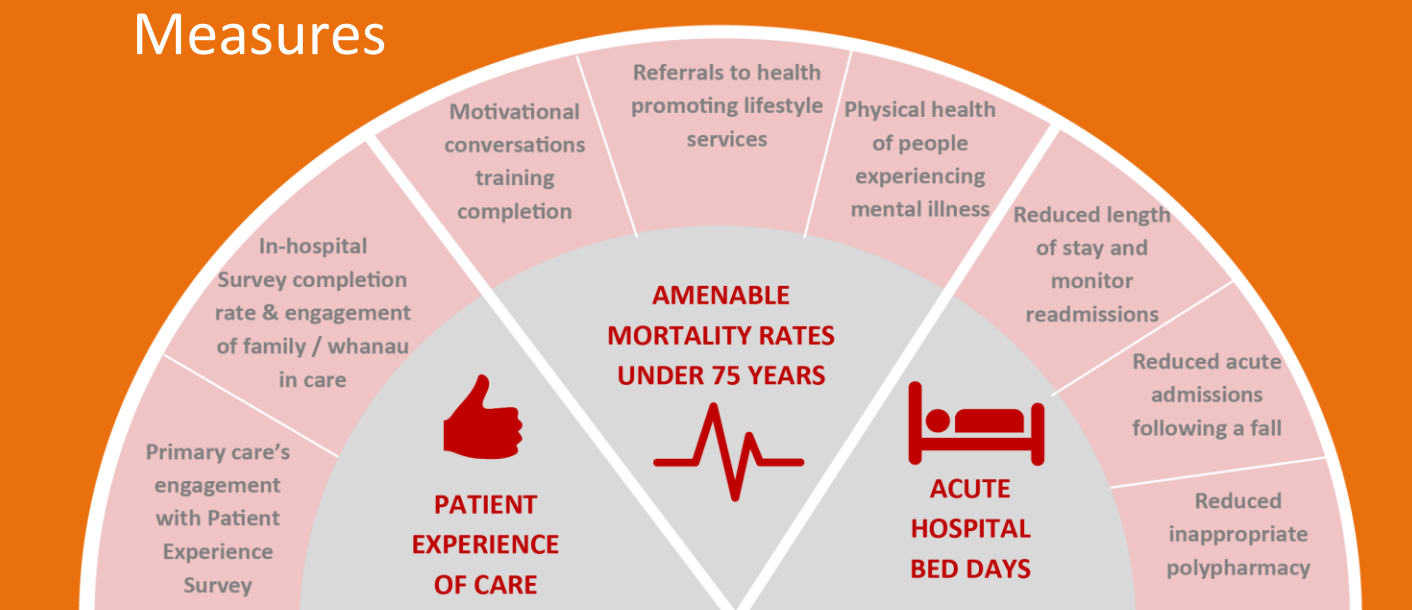 Measures
Primary care’s
engagement
with Patient
Experience
Survey
In-hospital
Survey completion
rate & engagement
of family / whanau
in care
Motivational
conversations
training
completion
Referrals to health
promoting lifestyle
services
Physical health
of people
experiencing
mental illness
Reduced length
of stay and
monitor
readmissions
Reduced acute
admissions
following a fall
Reduced
inappropriate
polypharmacy
PATIENT
EXPERIENCE
OF CARE
AMENABLE
MORTALITY RATES
UNDER 75 YEARS
ACUTE
HOSPITAL
BED DAYS